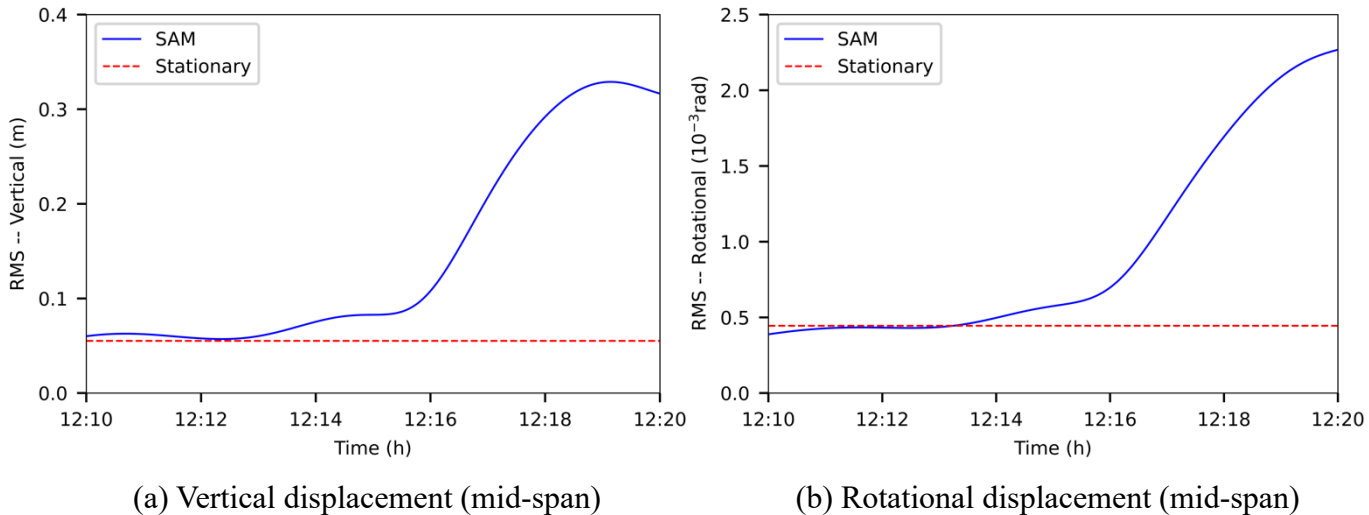 0.4
0.3
0.2
0.1
0.0
RMS -- Vertical (m)
SAM
Stationary
12:10 12:12 12:14 12:16 12:18 12:20
Time (h)
(a) Vertical displacement (mid-span)
2.5
2.0
1.5
1.0
0.5
0.0
RMS -- Rotational (10⁻³rad)
SAM
Stationary
12:10 12:12 12:14 12:16 12:18 12:20
Time (h)
(b) Rotational displacement (mid-span)